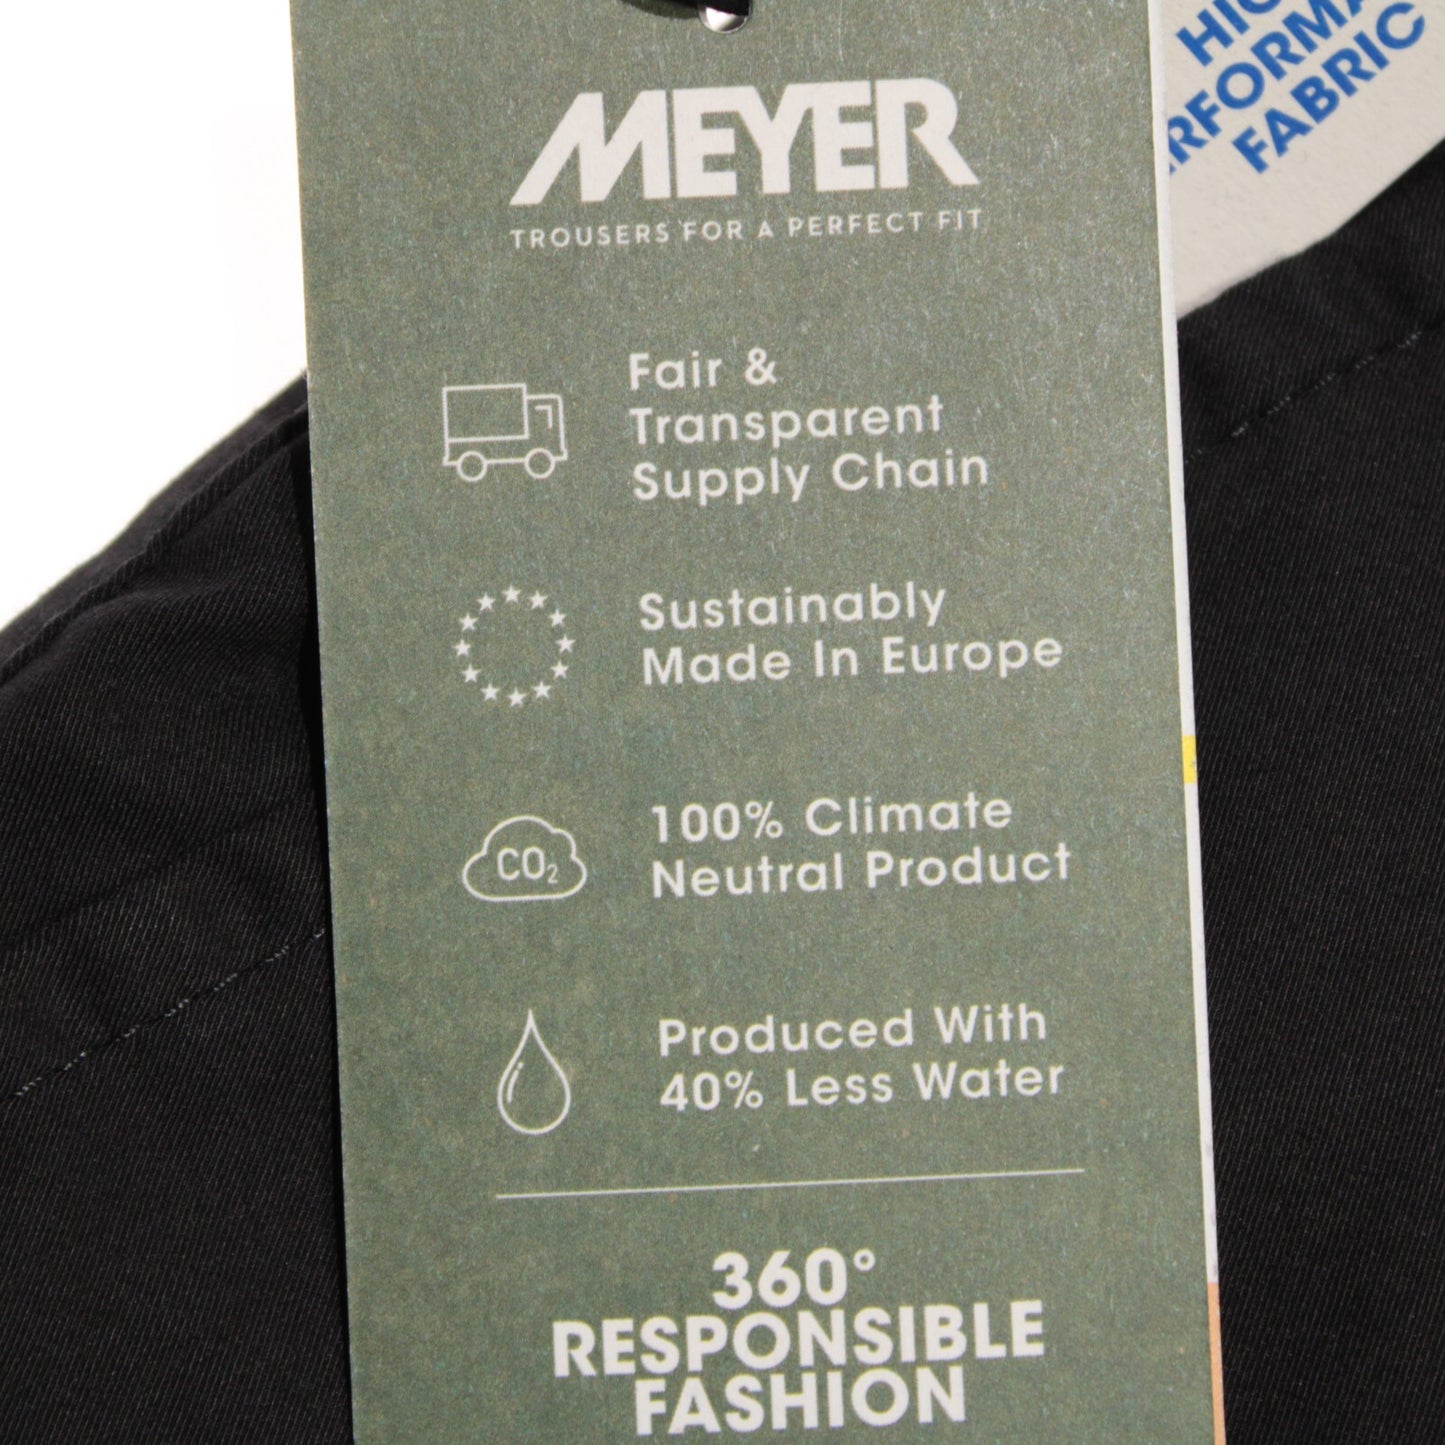 MEYER
TROUSERS FOR A PERFECT FIT
Fair &
Transparent
Supply Chain
Sustainably
Made In Europe
CO₂
100% Climate
Neutral Product
Produced With
40% Less Water
360°
RESPONSIBLE
FASHION
FABRIC